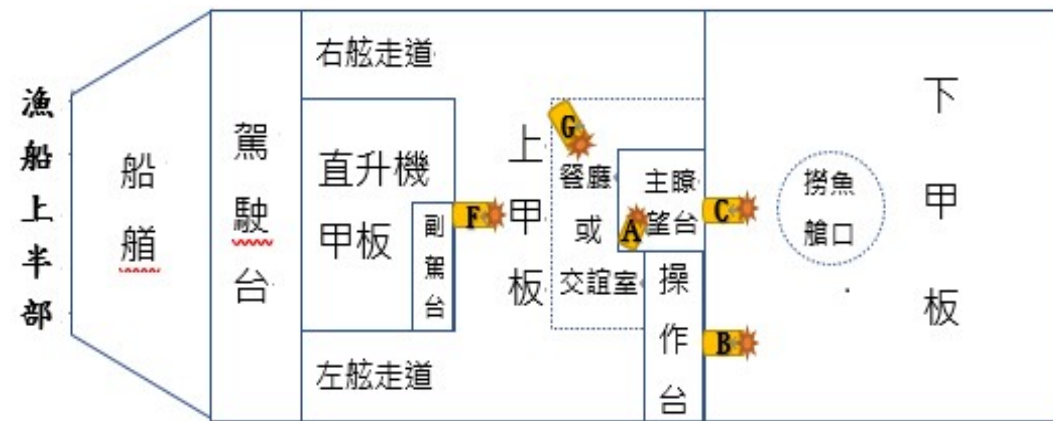 漁船上半部
船艏
駕駛台
右舷走道
直升機
甲板
副駕台
左舷走道
F
上甲板
G
餐廳
或
交誼室
主瞭
望台
A
操作台
C
B
撈魚
艙口
下甲板